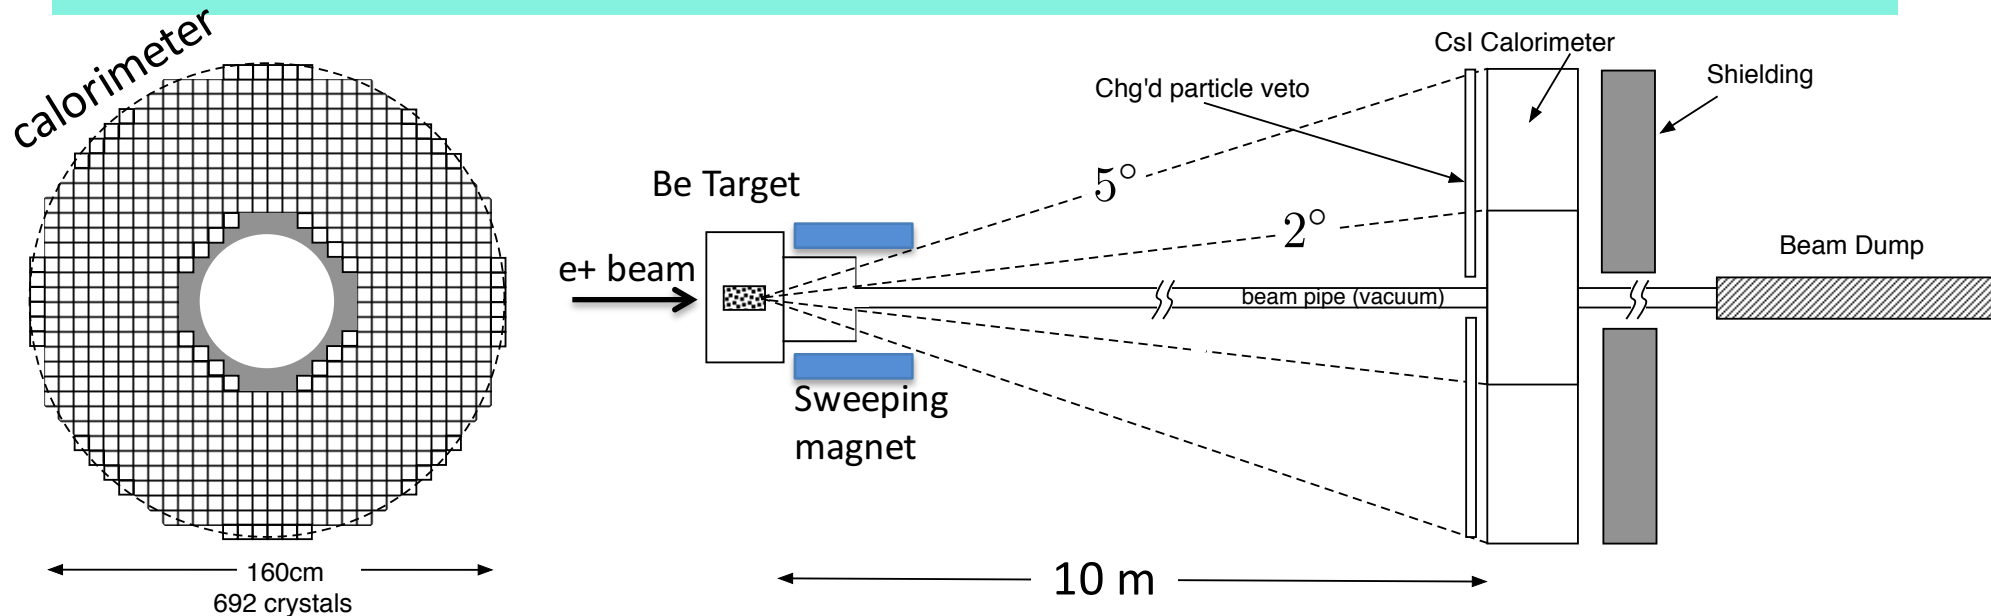 calorimeter
160cm
692 crystals
e+ beam
Be Target
Sweeping
magnet
Chg'd particle veto
5°
2°
beam pipe (vacuum)
10 m
CsI Calorimeter
Shielding
Beam Dump